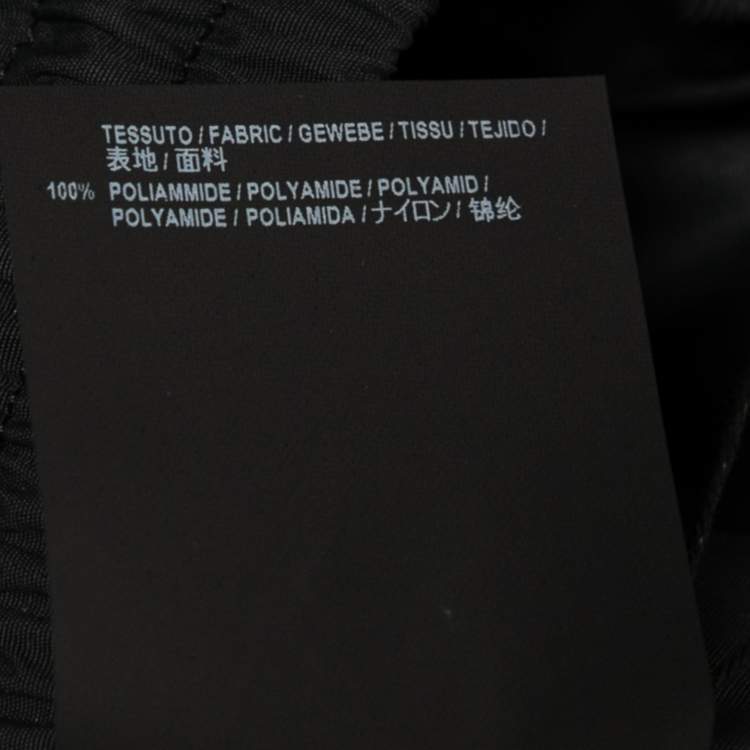 TESSUTO / FABRIC / GEWEBE / TISSU / TEJIDO /
表地 / 面料
100% POLIAMMIDE / POLYAMIDE / POLYAMID /
POLYAMIDE / POLIAMIDA / ナイロン / 锦纶